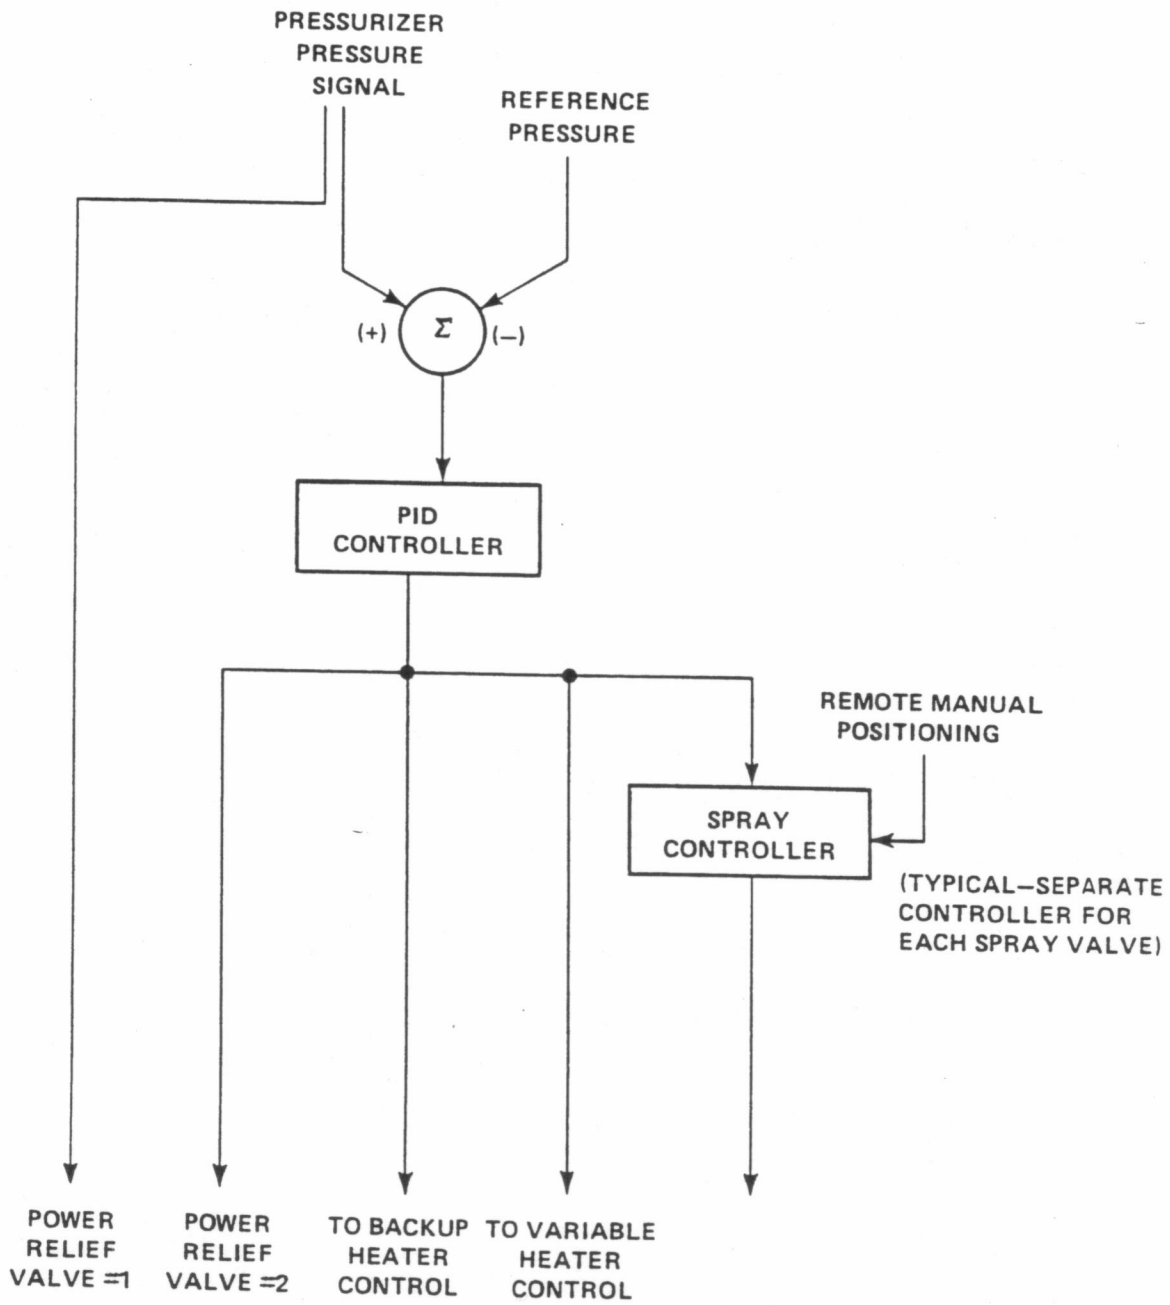 PRESSURIZER
PRESSURE
SIGNAL
REFERENCE
PRESSURE
(+)
Σ
(—)
PID
CONTROLLER
REMOTE MANUAL
POSITIONING
SPRAY
CONTROLLER
(TYPICAL—SEPARATE
CONTROLLER FOR
EACH SPRAY VALVE)
POWER
RELIEF
VALVE =1
POWER
RELIEF
VALVE =2
TO BACKUP
HEATER
CONTROL
TO VARIABLE
HEATER
CONTROL